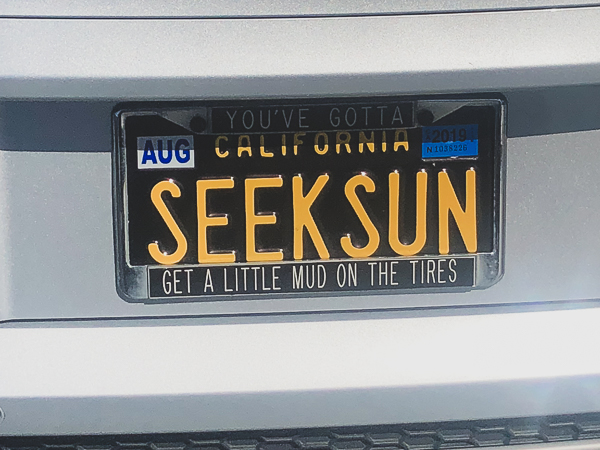 YOU'VE GOTTA
CALIFORNIA
AUG
2019
SEEKSUN
GET A LITTLE MUD ON THE TIRES